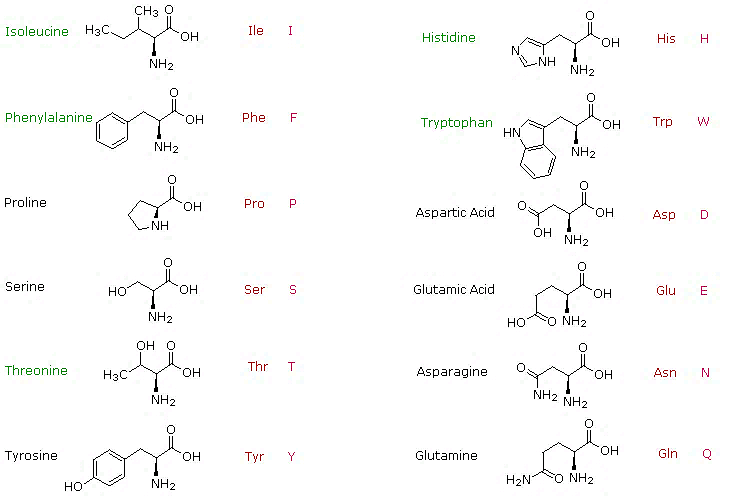 Isoleucine H₃C CH₃ O OH NH₂ Ile I
Phenylalanine O OH NH₂ Phe F
Proline O OH NH Pro P
Serine HO O OH NH₂ Ser S
Threonine OH O H₃C OH NH₂ Thr T
Tyrosine HO O OH NH₂ Tyr Y
Histidine N NH O OH NH₂ His H
Tryptophan HN O OH NH₂ Trp W
Aspartic Acid O OH O OH NH₂ Asp D
Glutamic Acid HO O O OH NH₂ Glu E
Asparagine O NH₂ O OH NH₂ Asn N
Glutamine H₂N O O OH NH₂ Gln Q